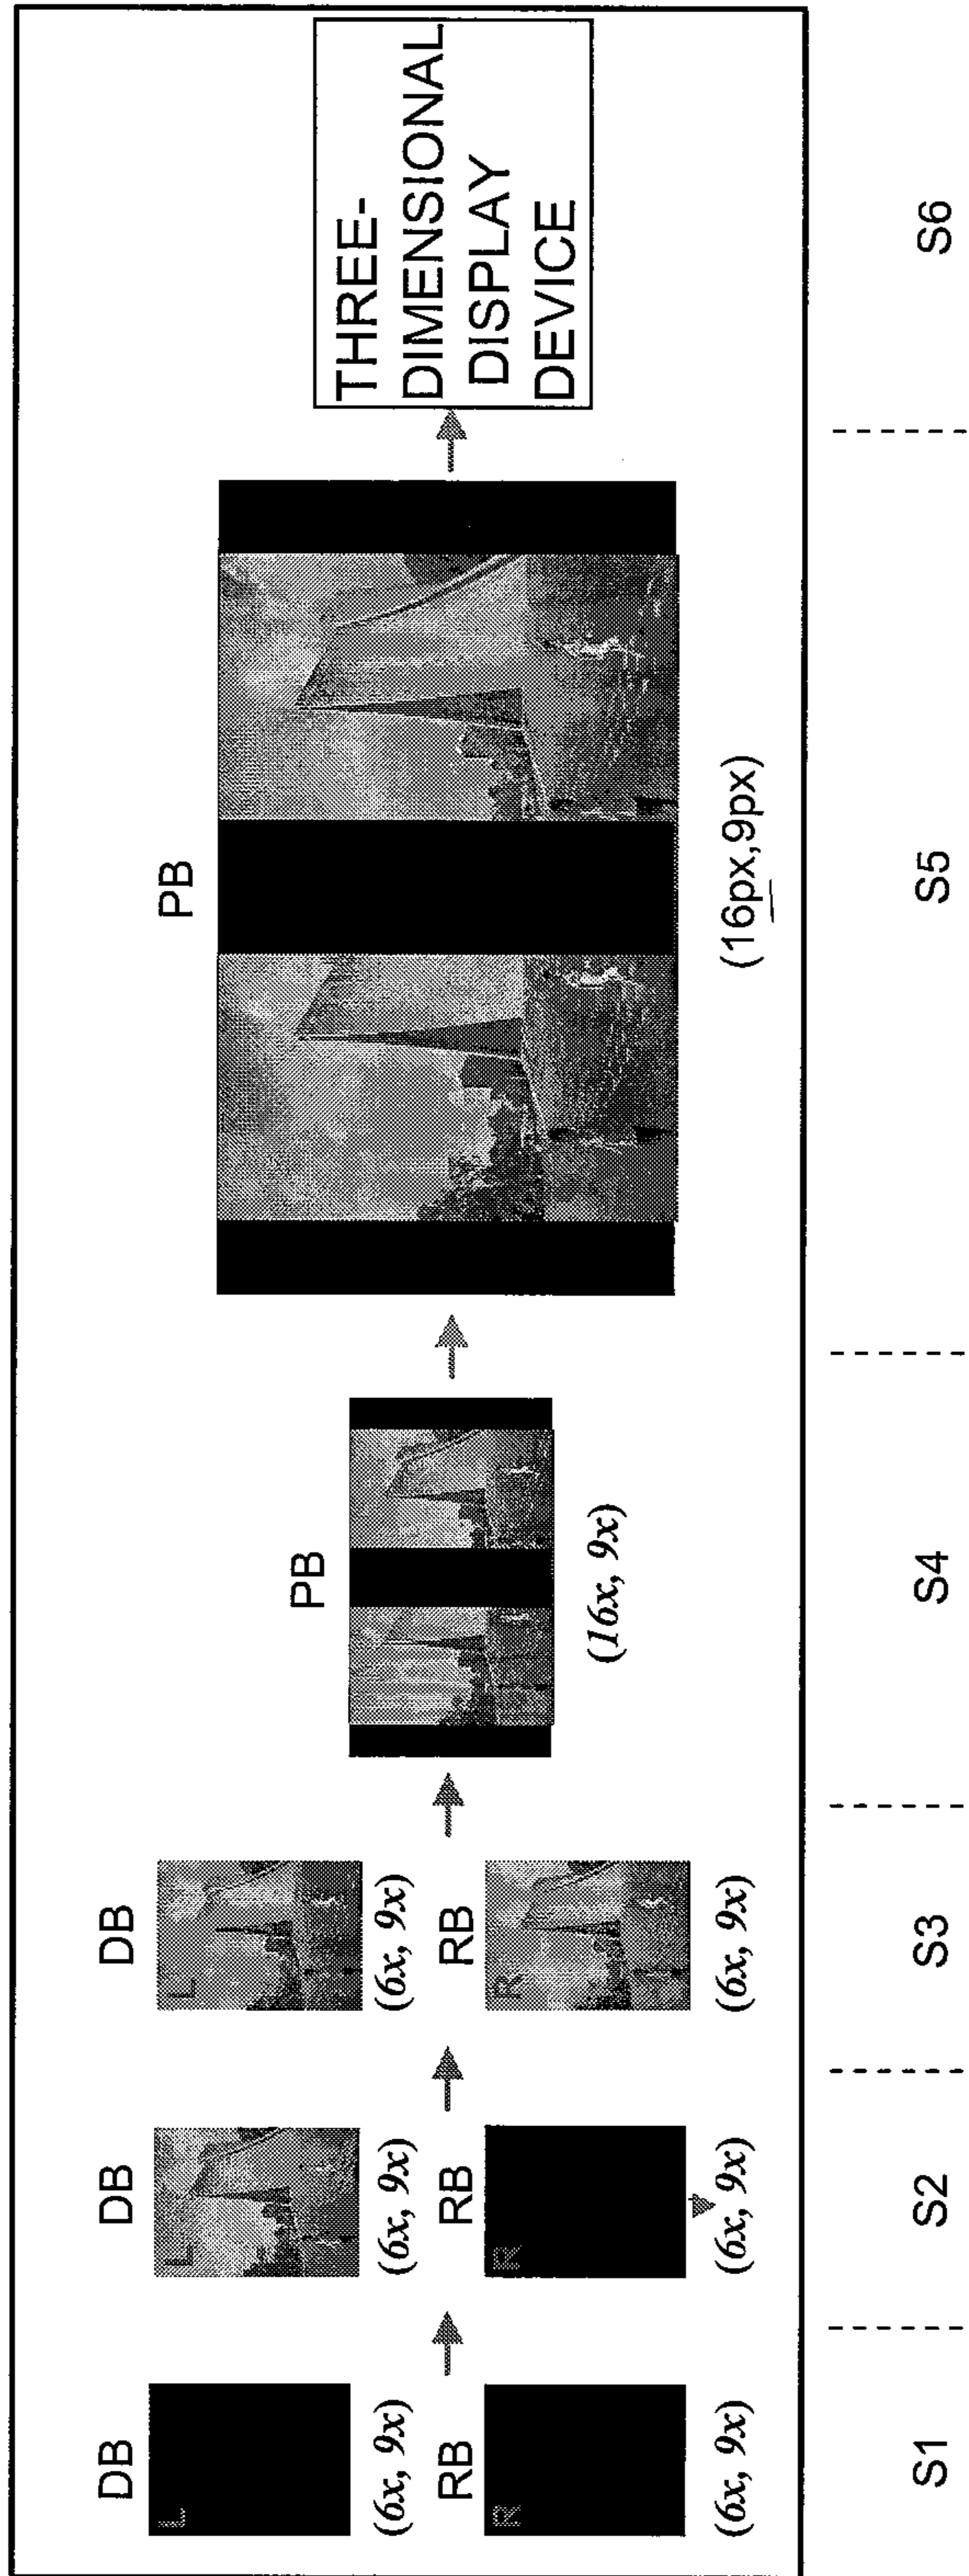 DB
L
(6x, 9x)
RB
R
(6x, 9x)
DB
L
(6x, 9x)
RB
R
(6x, 9x)
DB
L
(6x, 9x)
RB
R
(6x, 9x)
PB
(16x, 9x)
PB
(16px,9px)
THREE-
DIMENSIONAL
DISPLAY
DEVICE
S1
S2
S3
S4
S5
S6